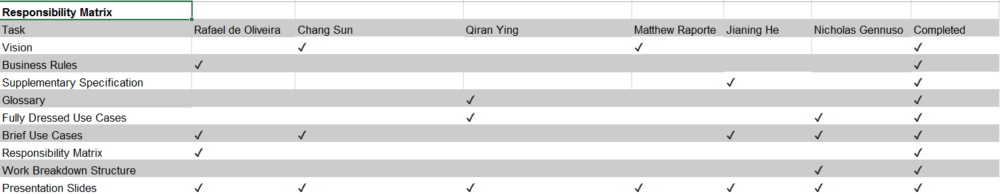 Responsibility Matrix
Task Rafael de Oliveira Chang Sun Qiran Ying Matthew Raporte Jianing He Nicholas Gennuso Completed
Vision ✓ ✓ ✓
Business Rules ✓ ✓
Supplementary Specification ✓ ✓
Glossary ✓ ✓
Fully Dressed Use Cases ✓ ✓ ✓
Brief Use Cases ✓ ✓ ✓ ✓ ✓
Responsibility Matrix ✓ ✓
Work Breakdown Structure ✓ ✓
Presentation Slides ✓ ✓ ✓ ✓ ✓ ✓ ✓